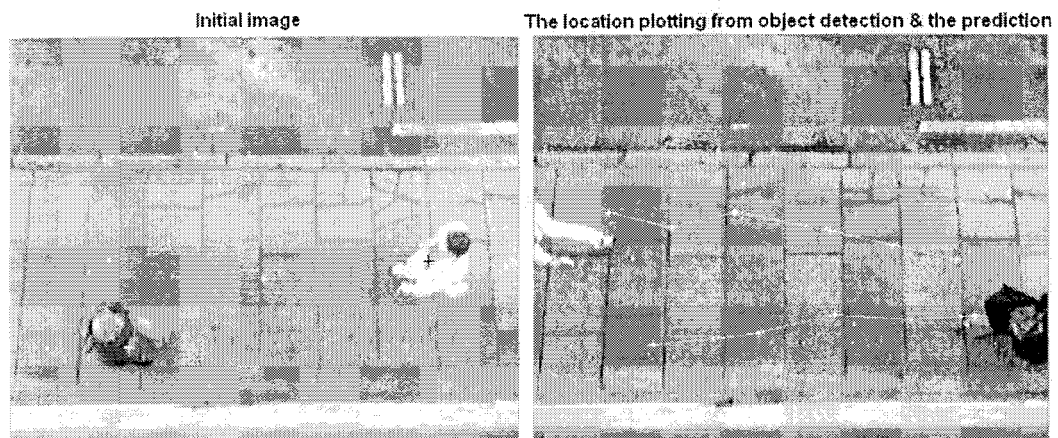 Initial image
The location plotting from object detection & the prediction